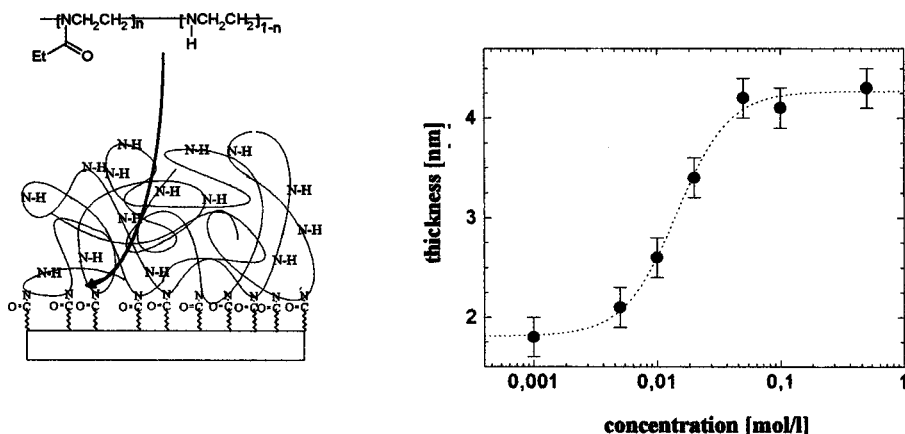 [NCH₂CH₂]n [NCH₂CH₂]1-n
H
Et O
N-H N-H N-H
N-H N-H
N-H N-H N-H
N-H
N-H
N-H
N-H N-H N-H
N-H
N N N N N N N N N N
O=C O=C O=C O=C O=C O=C O=C O=C O=C O=C
thickness [nm]
4
3
2
0,001 0,01 0,1 1
concentration [mol/l]